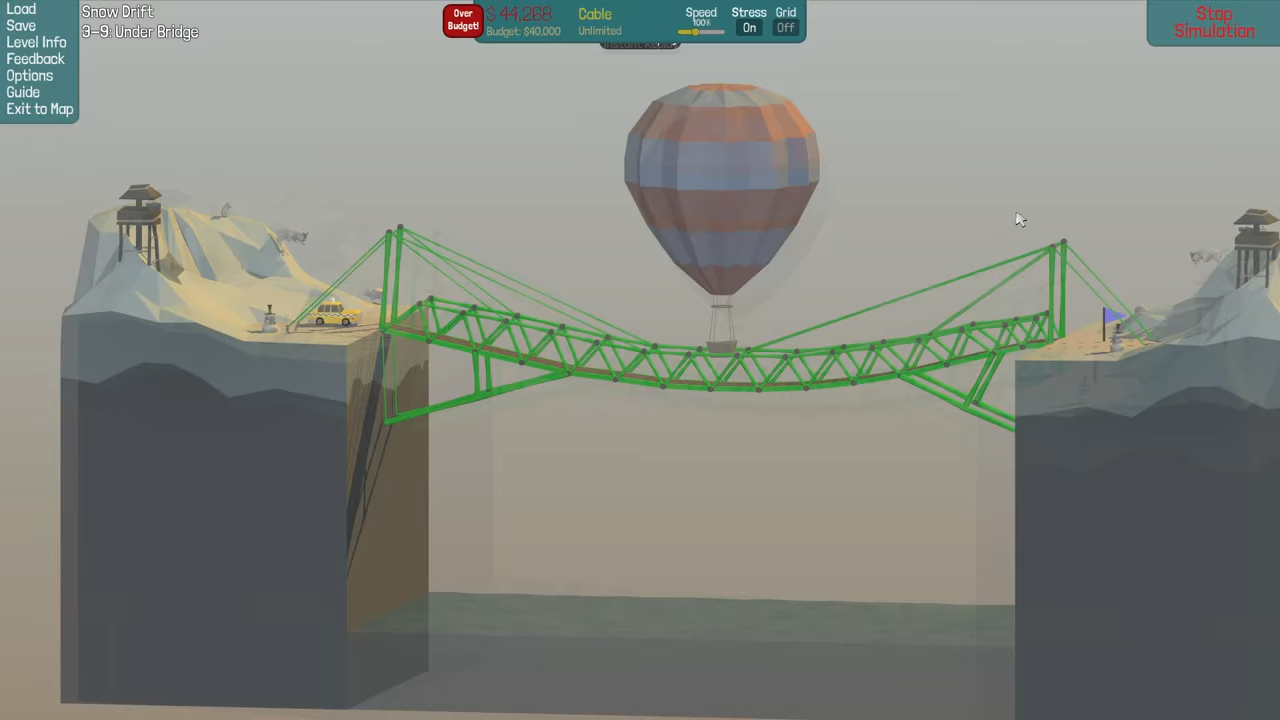 Load
Save
Level Info
Feedback
Options
Guide
Exit to Map
Snow Drift
3-9: Under Bridge
Over
Budget!
$ 44,268
Budget: $40,000
Cable
Unlimited
Speed
100%
Stress
On
Grid
Off
Stop
Simulation